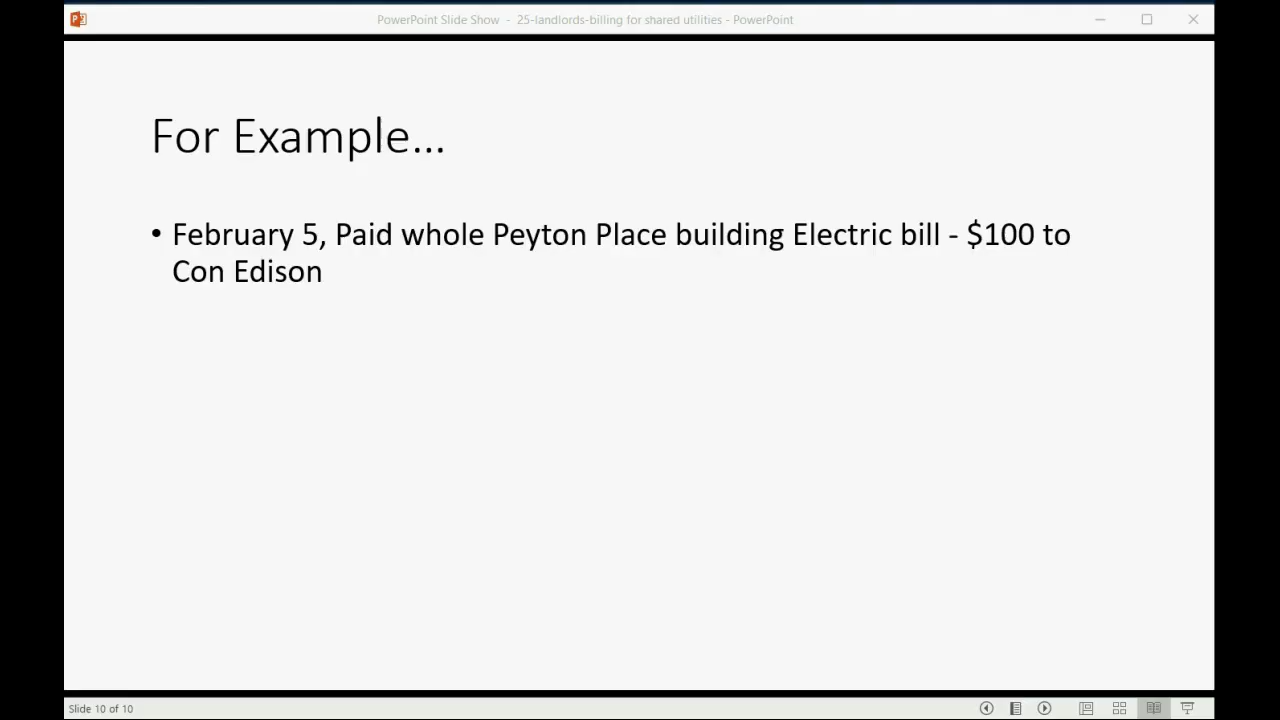 PowerPoint Slide Show - 25-landlords-billing for shared utilities - PowerPoint
For Example...
• February 5, Paid whole Peyton Place building Electric bill - $100 to
Con Edison
Slide 10 of 10